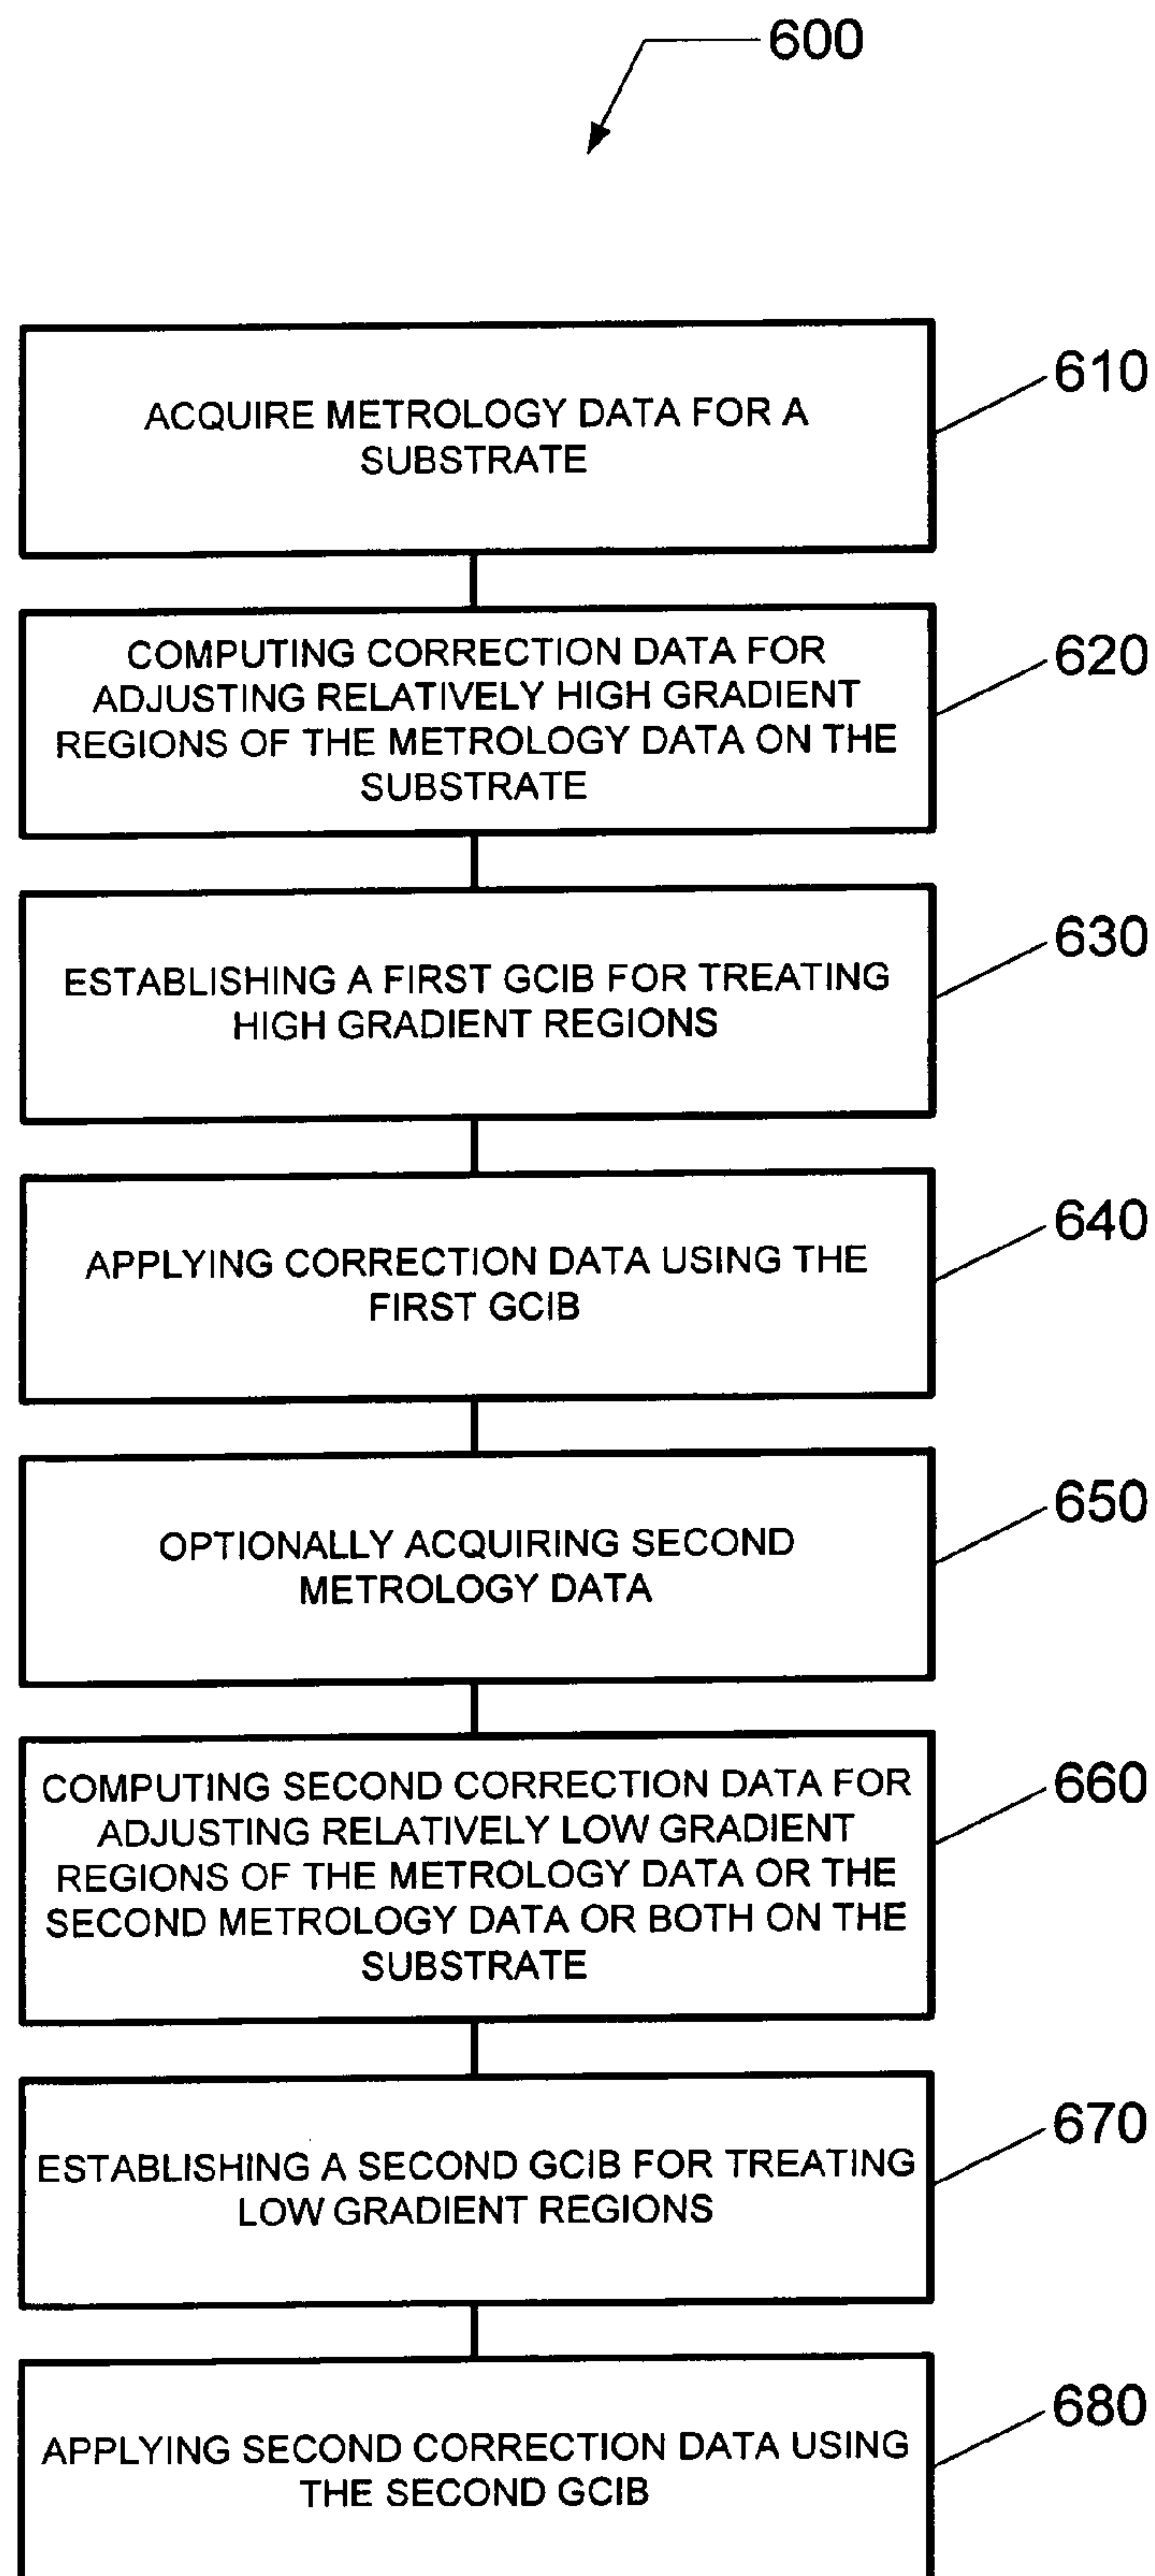 600
ACQUIRE METROLOGY DATA FOR A
SUBSTRATE
610
COMPUTING CORRECTION DATA FOR
ADJUSTING RELATIVELY HIGH GRADIENT
REGIONS OF THE METROLOGY DATA ON THE
SUBSTRATE
620
ESTABLISHING A FIRST GCIB FOR TREATING
HIGH GRADIENT REGIONS
630
APPLYING CORRECTION DATA USING THE
FIRST GCIB
640
OPTIONALLY ACQUIRING SECOND
METROLOGY DATA
650
COMPUTING SECOND CORRECTION DATA FOR
ADJUSTING RELATIVELY LOW GRADIENT
REGIONS OF THE METROLOGY DATA OR THE
SECOND METROLOGY DATA OR BOTH ON THE
SUBSTRATE
660
ESTABLISHING A SECOND GCIB FOR TREATING
LOW GRADIENT REGIONS
670
APPLYING SECOND CORRECTION DATA USING
THE SECOND GCIB
680